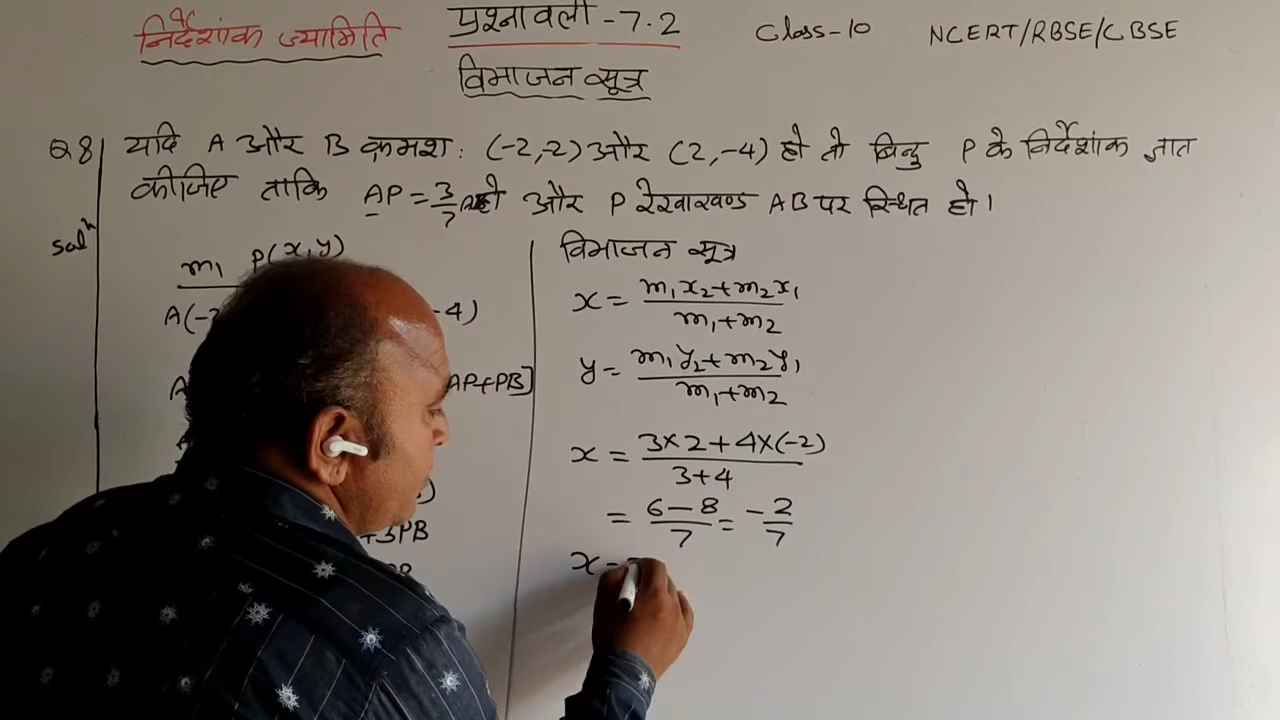 निर्देशांक ज्यामिति प्रश्नावली -7.2 Class-10 NCERT/RBSE/CBSE
विभाजन सूत्र
Q8 यदि A और B क्रमश: (-2,-2) और (2,-4) हो तो बिन्दु P के निर्देशांक ज्ञात
कीजिए ताकि AP = 3/7 AB हो और P रेखाखण्ड AB पर स्थित हो।
Solⁿ
m₁ P(x,y)
A(-2 -4)
A AP+PB]
+3PB
विभाजन सूत्र
x = m₁x₂+m₂x₁ / m₁+m₂
y = m₁y₂+m₂y₁ / m₁+m₂
x = 3×2+4×(-2) / 3+4
= 6-8 / 7 = -2/7
x =